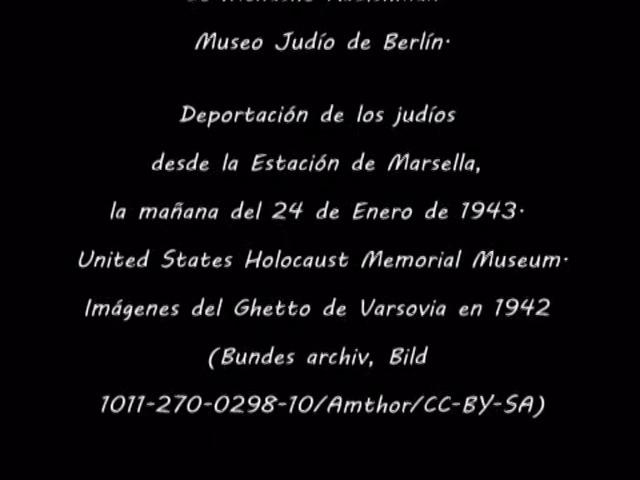 Museo Judío de Berlín.
Deportación de los judíos
desde la Estación de Marsella,
la mañana del 24 de Enero de 1943.
United States Holocaust Memorial Museum.
Imágenes del Ghetto de Varsovia en 1942
(Bundes archiv, Bild
1011-270-0298-10/Amthor/CC-BY-SA)